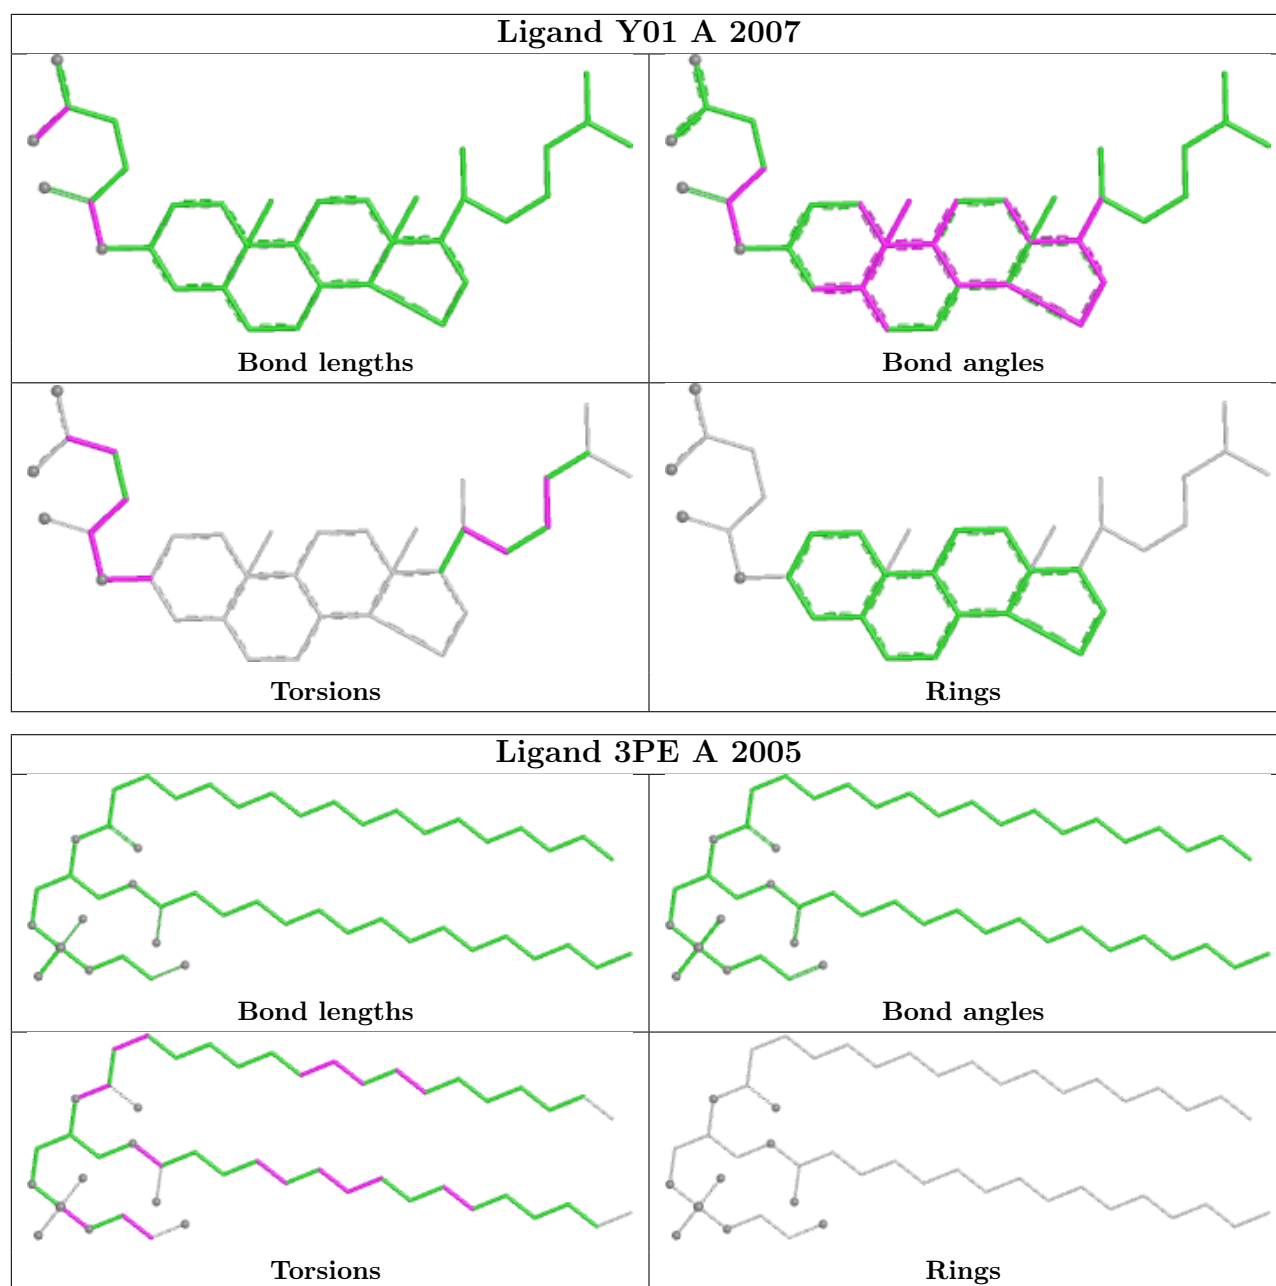 Ligand Y01 A 2007
Bond lengths
Bond angles
Torsions
Rings
Ligand 3PE A 2005
Bond lengths
Bond angles
Torsions
Rings